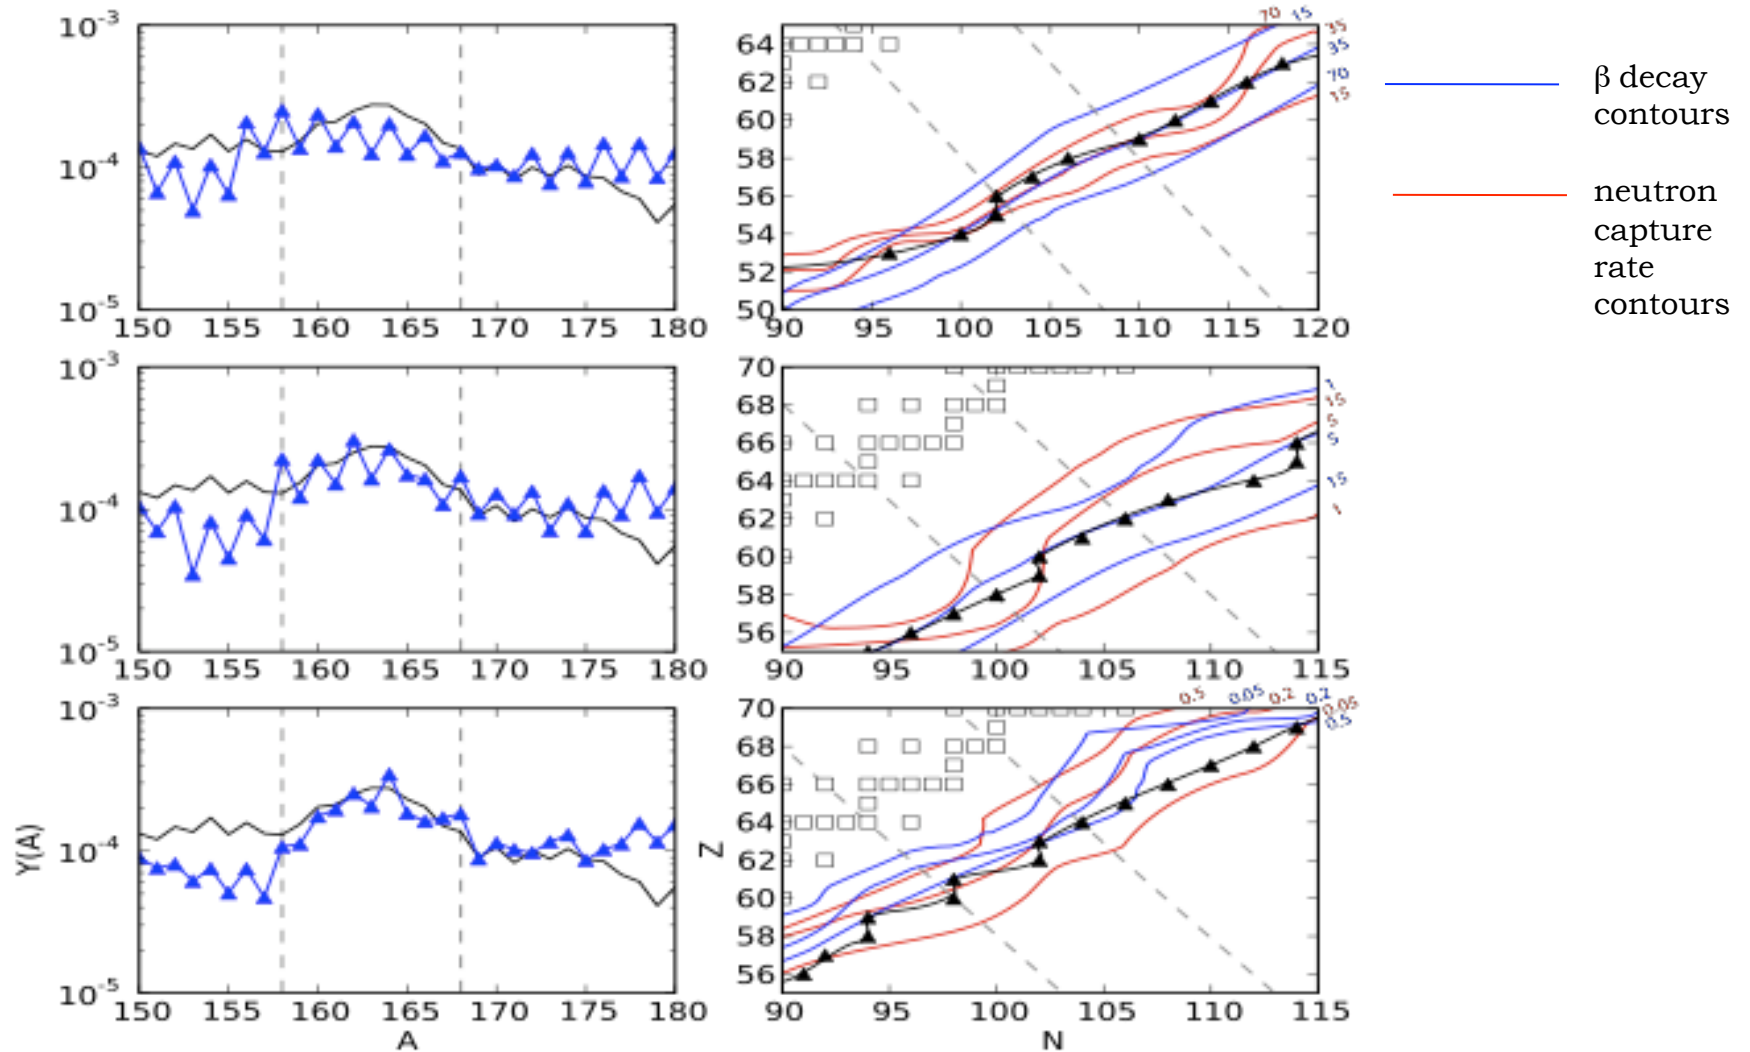 10^-3
10^-4
10^-5
150 155 160 165 170 175 180
70 15
35
35
70
15
64
62
60
58
56
54
52
50
90 95 100 105 110 115 120
β decay
contours
neutron
capture
rate
contours
10^-3
10^-4
10^-5
150 155 160 165 170 175 180
70
68
66
64
62
60
58
56
90 95 100 105 110 115
1
15
5
5
15
1
10^-3
10^-4
10^-5
Y(A)
150 155 160 165 170 175 180
A
0.5 0.05 0.2 0.2
0.05
0.5
70
68
66
64
62
60
58
56
Z
90 95 100 105 110 115
N